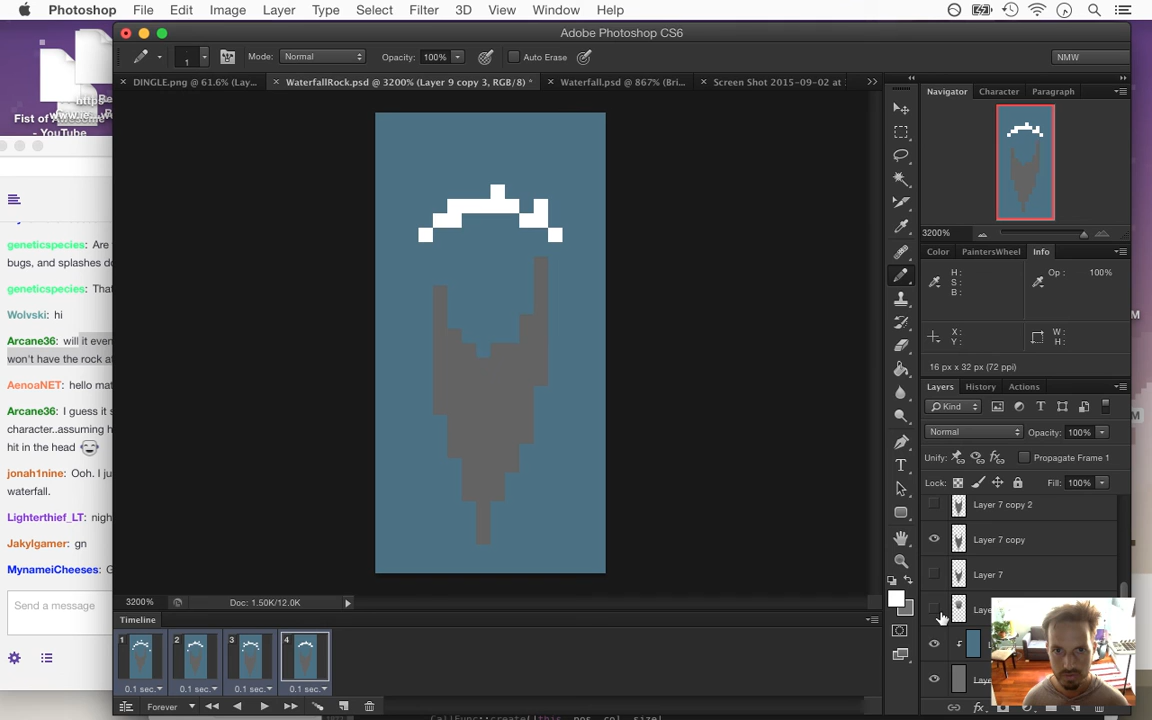 Photoshop File Edit Image Layer Type Select Filter 3D View Window Help
Adobe Photoshop CS6
1 Mode: Normal Opacity: 100% Auto Erase NMW
DINGLE.png @ 61.6% (Lay... WaterfallRock.psd @ 3200% (Layer 9 copy 3, RGB/8) * Waterfall.psd @ 867% (Bri... Screen Shot 2015-09-02 at
Fist of Awesome
- YouTube
https
geneticspecies: Are
bugs, and splashes d
geneticspecies: That
Wolvski: hi
Arcane36: will it even
won't have the rock a
AenoaNET: hello mat
Arcane36: I guess it s
character..assuming h
hit in the head
jonah1nine: Ooh. I ju
waterfall.
Lighterthief_LT: nigh
Jakylgamer: gn
MynameiCheeses: G
Send a message
Navigator Character Paragraph
3200%
Color PaintersWheel Info
H: Op: 100%
S:
B:
X: W:
Y: H:
16 px x 32 px (72 ppi)
Layers History Actions
Kind
Normal Opacity: 100%
Unify: Propagate Frame 1
Lock: Fill: 100%
Layer 7 copy 2
Layer 7 copy
Layer 7
Laye
Laye
3200% Doc: 1.50K/12.0K
Timeline
1 2 3 4
0.1 sec. 0.1 sec. 0.1 sec. 0.1 sec.
Forever